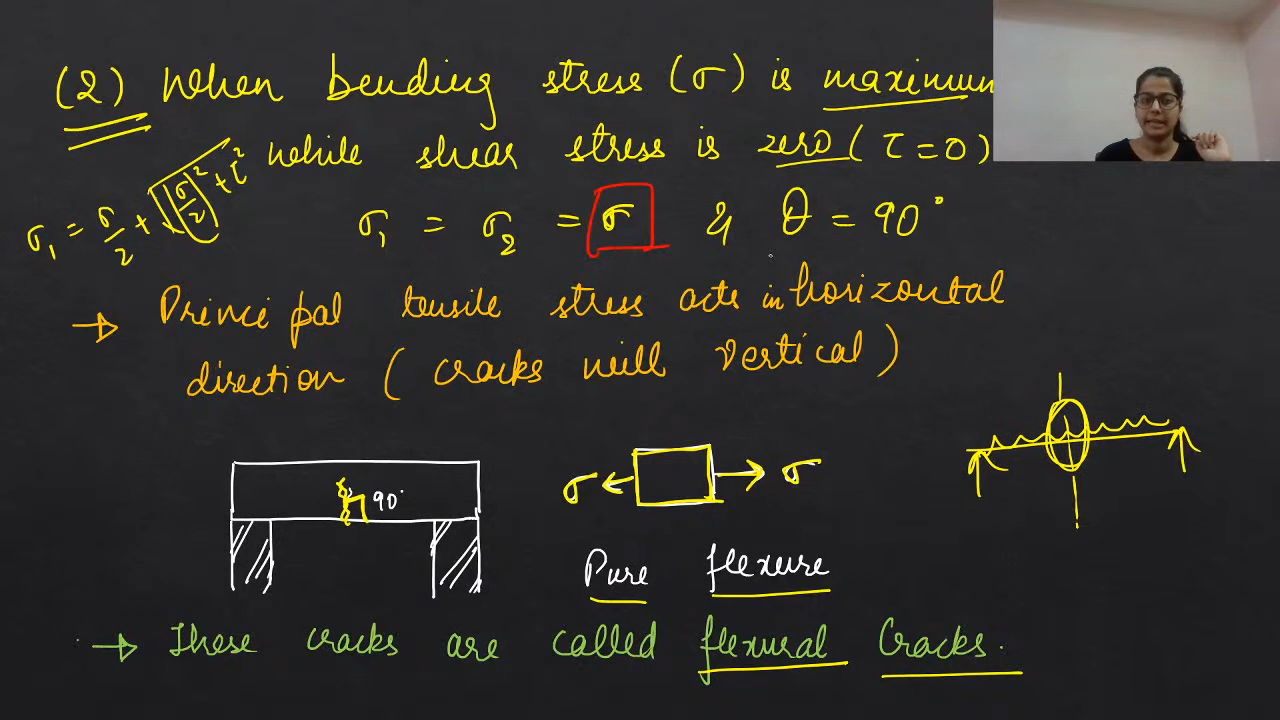 (2) When bending stress (σ) is maximum
while shear stress is zero (τ=0)
σ₁ = σ/2 + √(σ/2)² + τ²
σ₁ = σ₂ = σ & θ = 90°
→ Principal tensile stress acts in horizontal
direction ( cracks will vertical)
90°
σ σ
Pure flexure
→ These cracks are called flexural Cracks.